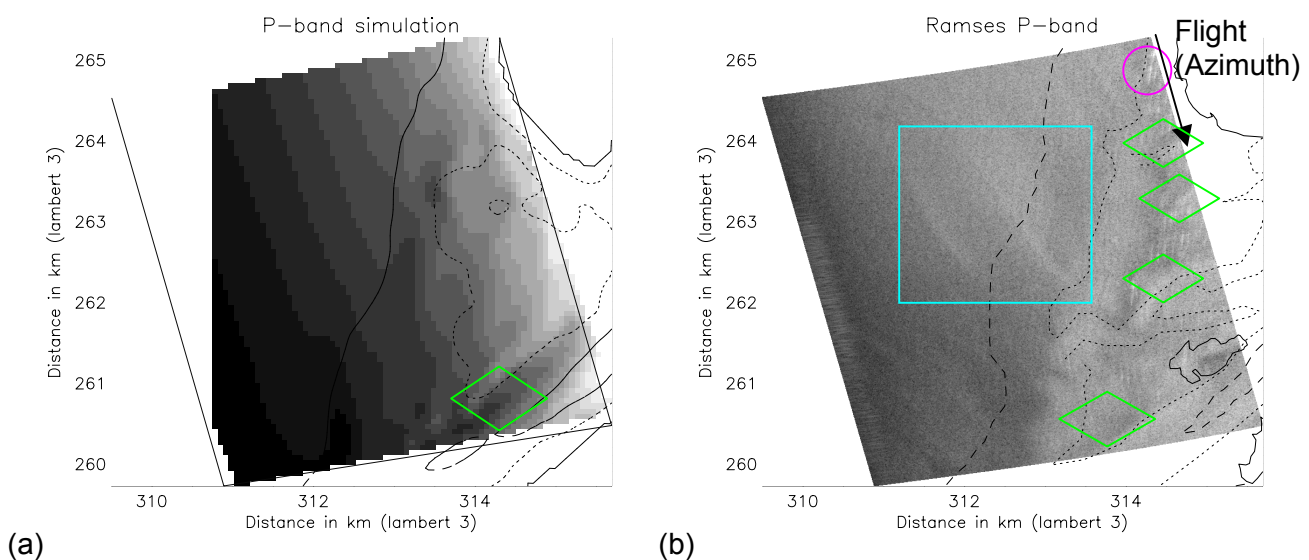 P-band simulation
265
264
263
262
261
260
310
312
314
Distance in km (lambert 3)
Distance in km (lambert 3)
(a)
Ramses P-band
Flight
(Azimuth)
265
264
263
262
261
260
310
312
314
Distance in km (lambert 3)
Distance in km (lambert 3)
(b)